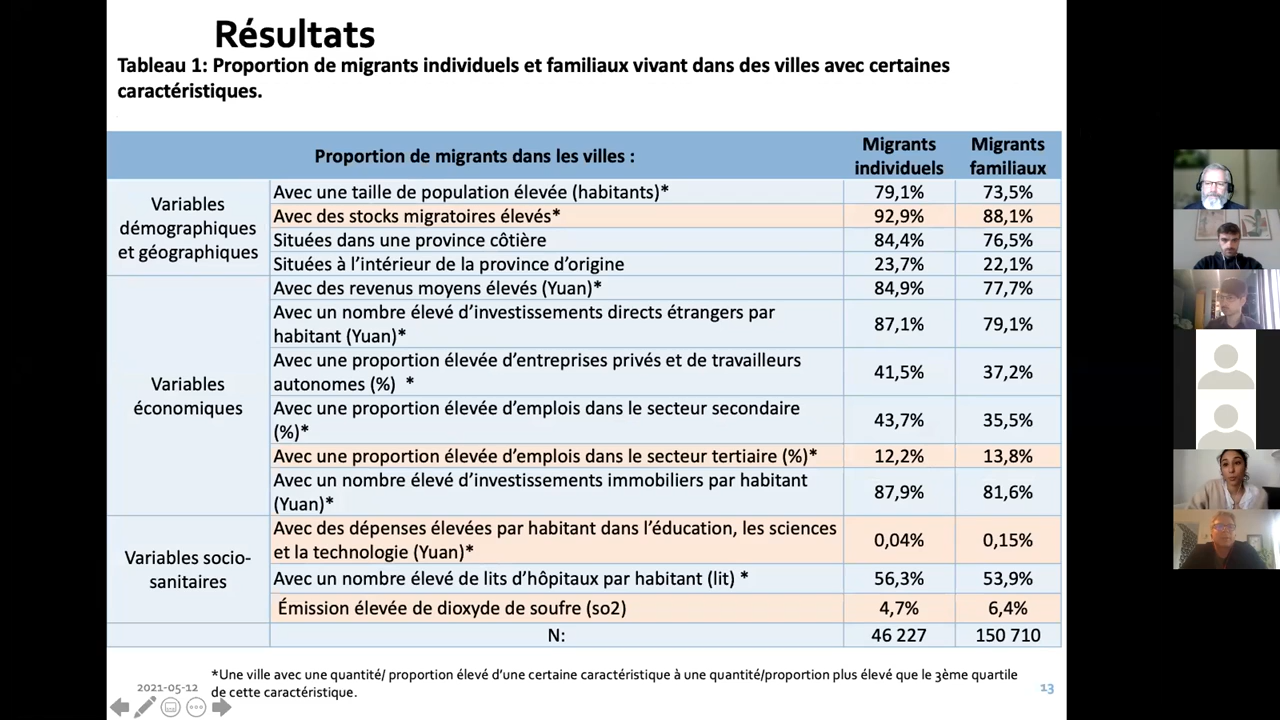 Résultats
Tableau 1: Proportion de migrants individuels et familiaux vivant dans des villes avec certaines
caractéristiques.
Proportion de migrants dans les villes :
Migrants
individuels
Migrants
familiaux
Variables
démographiques
et géographiques
Avec une taille de population élevée (habitants)*
79,1%
73,5%
Avec des stocks migratoires élevés*
92,9%
88,1%
Situées dans une province côtière
84,4%
76,5%
Situées à l’intérieur de la province d’origine
23,7%
22,1%
Variables
économiques
Avec des revenus moyens élevés (Yuan)*
84,9%
77,7%
Avec un nombre élevé d’investissements directs étrangers par
habitant (Yuan)*
87,1%
79,1%
Avec une proportion élevée d’entreprises privés et de travailleurs
autonomes (%) *
41,5%
37,2%
Avec une proportion élevée d’emplois dans le secteur secondaire
(%)*
43,7%
35,5%
Avec une proportion élevée d’emplois dans le secteur tertiaire (%)*
12,2%
13,8%
Avec un nombre élevé d’investissements immobiliers par habitant
(Yuan)*
87,9%
81,6%
Variables socio-
sanitaires
Avec des dépenses élevées par habitant dans l’éducation, les sciences
et la technologie (Yuan)*
0,04%
0,15%
Avec un nombre élevé de lits d’hôpitaux par habitant (lit) *
56,3%
53,9%
Émission élevée de dioxyde de soufre (so2)
4,7%
6,4%
N:
46 227
150 710
*Une ville avec une quantité/ proportion élevé d’une certaine caractéristique à une quantité/proportion plus élevé que le 3ème quartile
de cette caractéristique.
2021-05-12
13